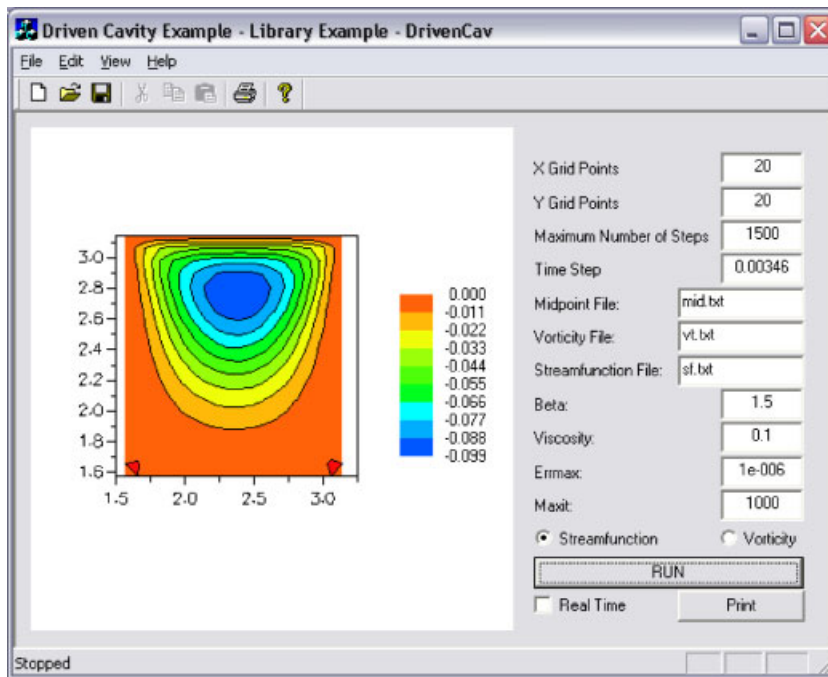 Driven Cavity Example - Library Example - DrivenCav
File Edit View Help
3.0
2.8
2.6
2.4
2.2
2.0
1.8
1.6
1.5 2.0 2.5 3.0
0.000
-0.011
-0.022
-0.033
-0.044
-0.055
-0.066
-0.077
-0.088
-0.099
X Grid Points 20
Y Grid Points 20
Maximum Number of Steps 1500
Time Step 0.00346
Midpoint File: mid.txt
Vorticity File: vt.txt
Streamfunction File: sf.txt
Beta: 1.5
Viscosity: 0.1
Errmax: 1e-006
Maxit: 1000
Streamfunction Vorticity
RUN
Real Time Print
Stopped